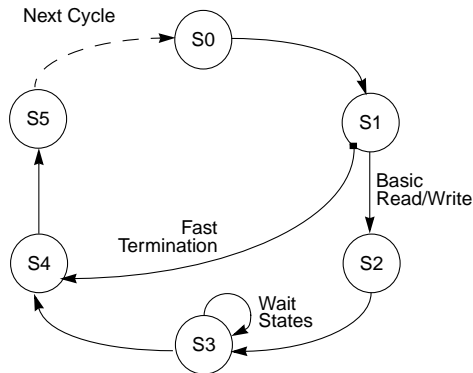 Next Cycle
S0
S5
S1
Basic
Read/Write
Fast
Termination
S4
S2
Wait
States
S3